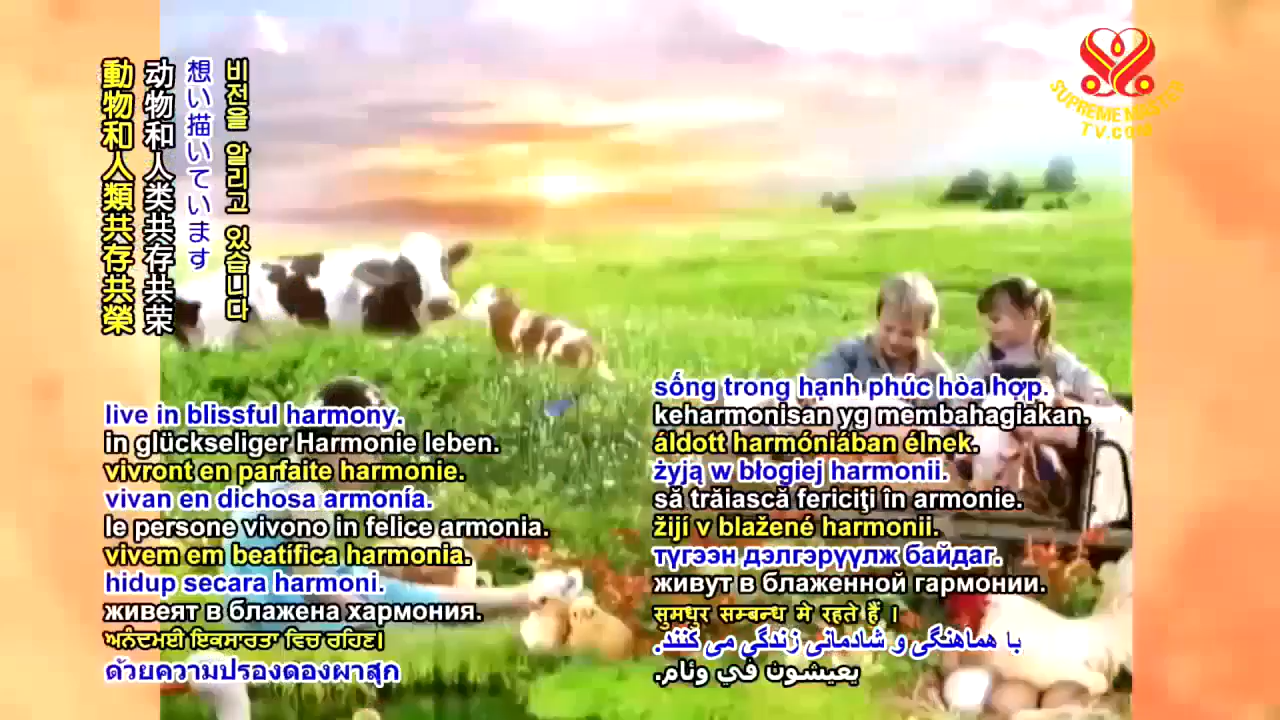 動物和人類共存共榮
动物和人类共存共荣
想い描いています
비전을 알리고 있습니다
SUPREME MASTER
TV.COM
live in blissful harmony.
in glückseliger Harmonie leben.
vivront en parfaite harmonie.
vivan en dichosa armonía.
le persone vivono in felice armonia.
vivem em beatífica harmonia.
hidup secara harmoni.
живеят в блажена хармония.
ਅਨੰਦਮਈ ਇਕਸਾਰਤਾ ਵਿਚ ਰਹਿਣ।
ด้วยความปรองดองผาสุก
sống trong hạnh phúc hòa hợp.
keharmonisan yg membahagiakan.
áldott harmóniában élnek.
żyją w błogiej harmonii.
să trăiască fericiţi în armonie.
žijí v blažené harmonii.
түгээн дэлгэрүүлж байдаг.
живут в блаженной гармонии.
सुमधुर सम्बन्ध मे रहते हैं ।
با هماهنگی و شادمانی زندگی می کنند.
يعيشون في وئام.